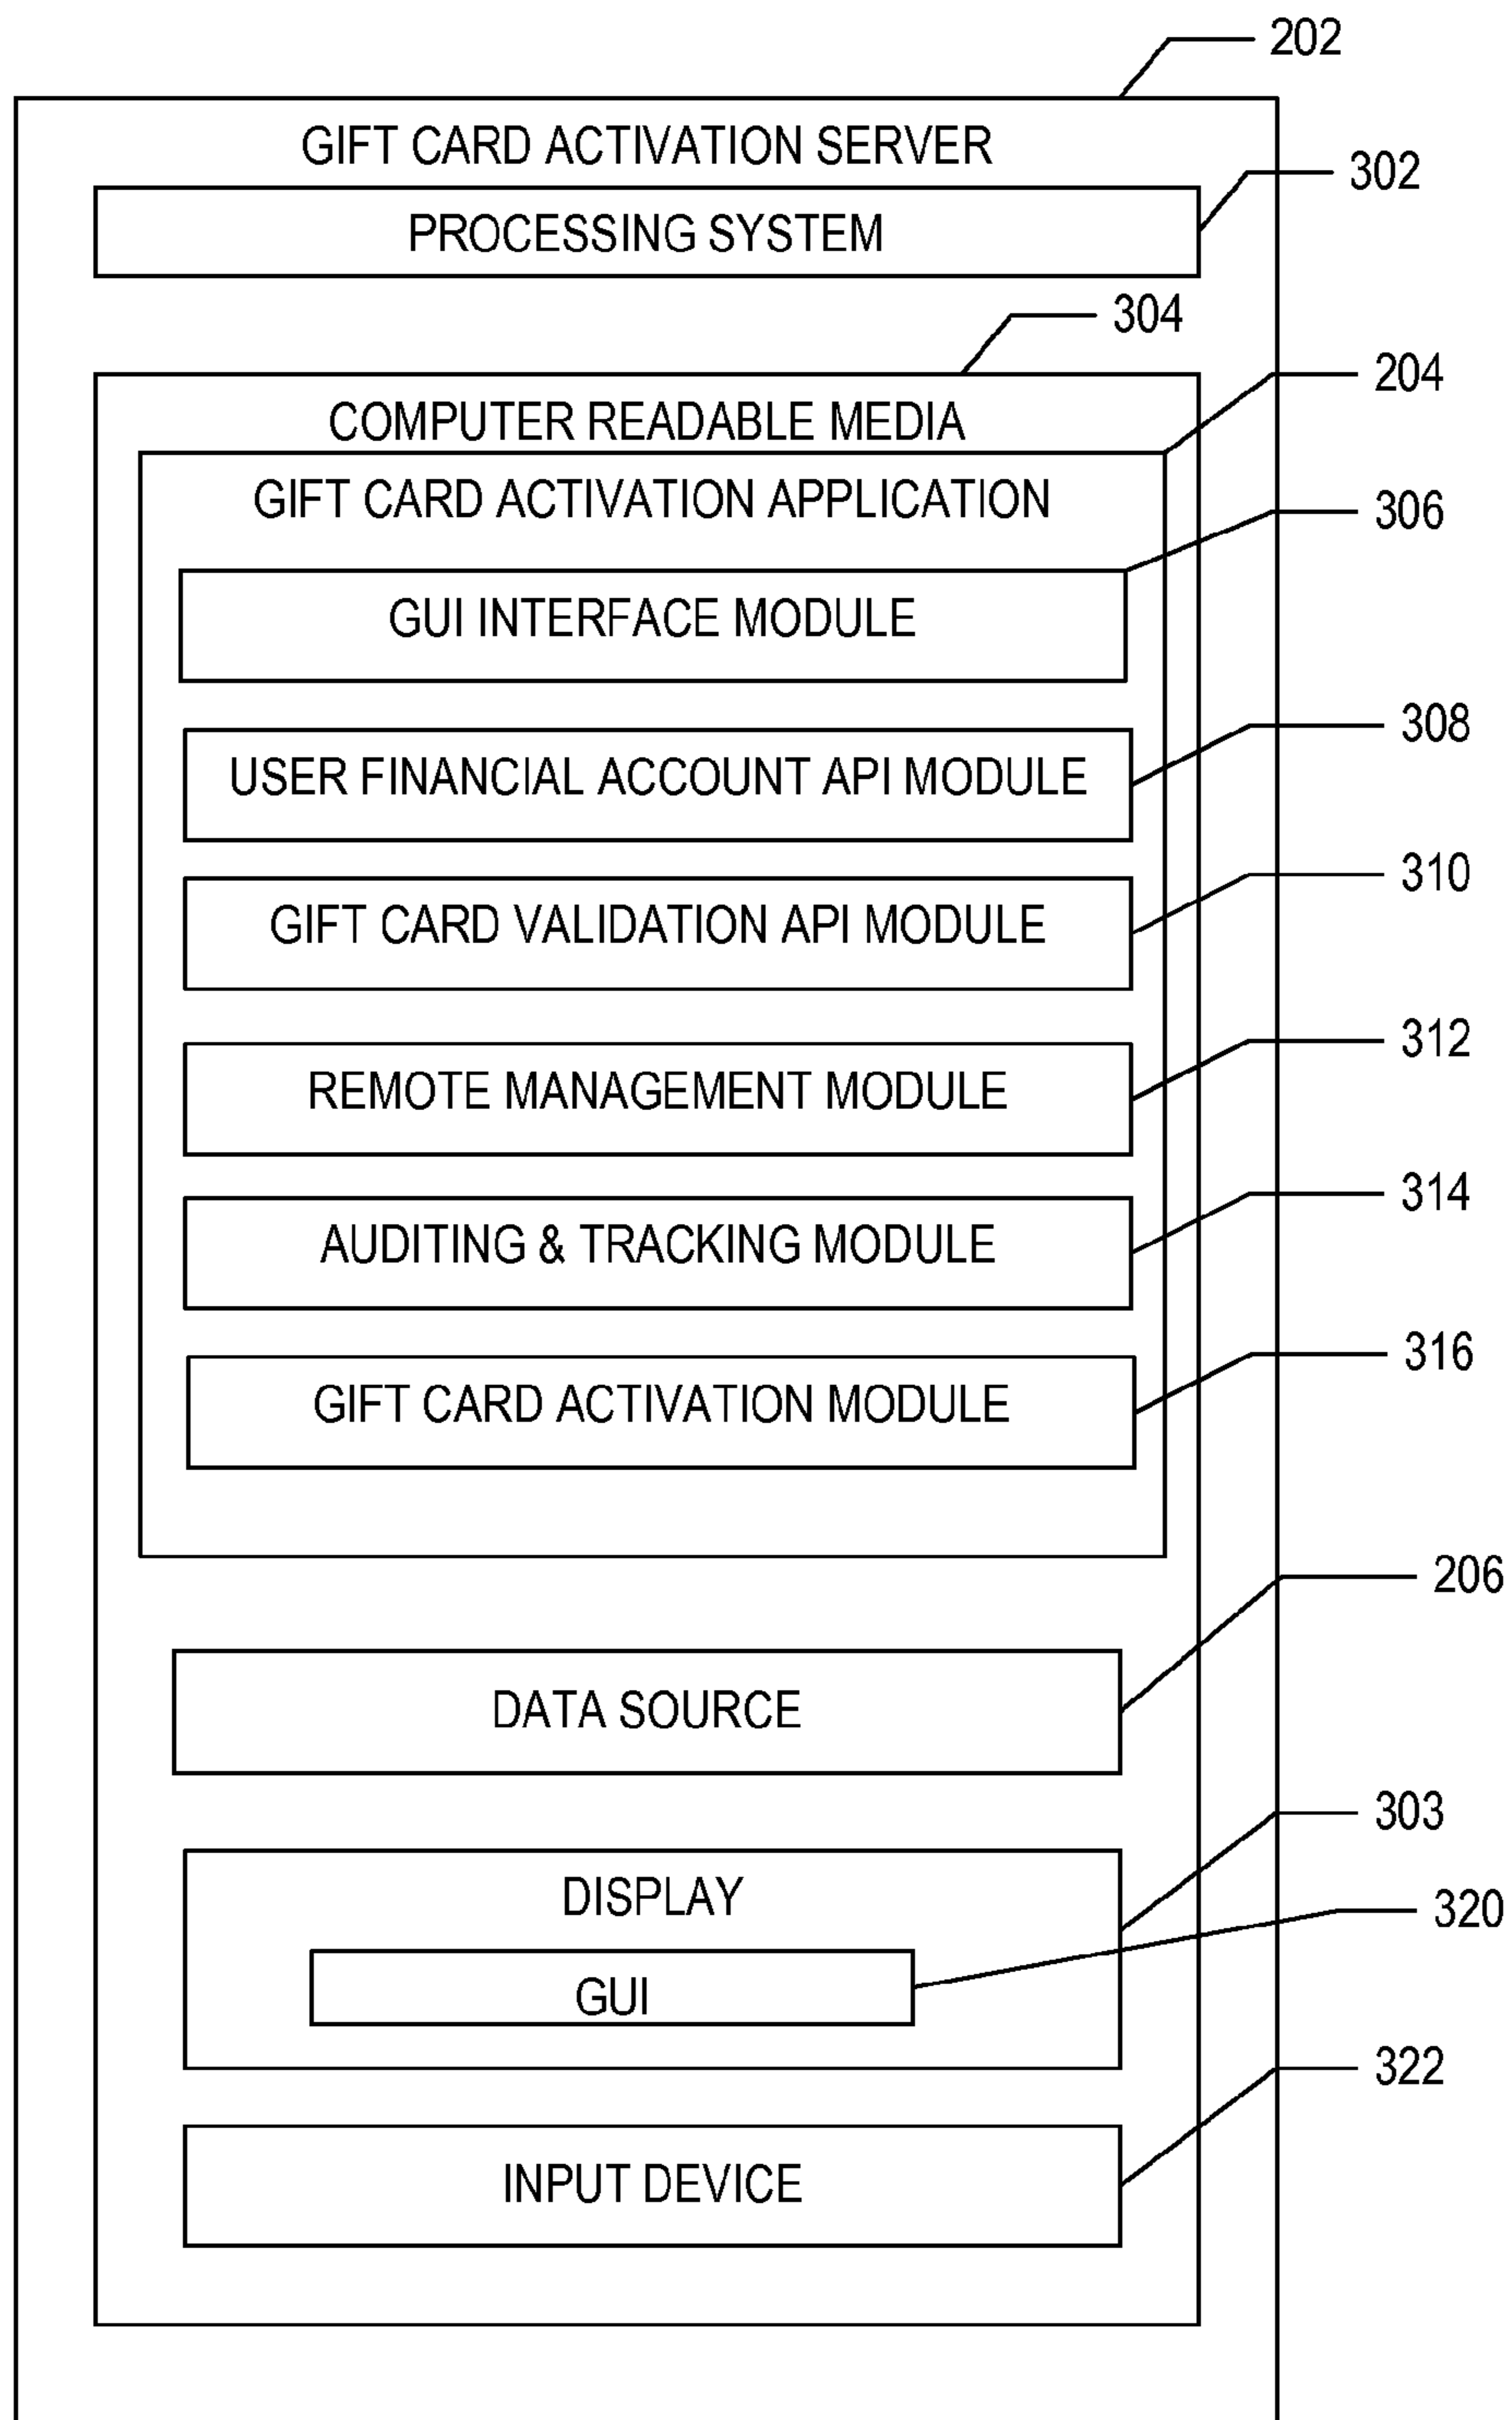 202
GIFT CARD ACTIVATION SERVER
302
PROCESSING SYSTEM
304
204
COMPUTER READABLE MEDIA
GIFT CARD ACTIVATION APPLICATION
306
GUI INTERFACE MODULE
308
USER FINANCIAL ACCOUNT API MODULE
310
GIFT CARD VALIDATION API MODULE
312
REMOTE MANAGEMENT MODULE
314
AUDITING & TRACKING MODULE
316
GIFT CARD ACTIVATION MODULE
206
DATA SOURCE
303
DISPLAY
320
GUI
322
INPUT DEVICE